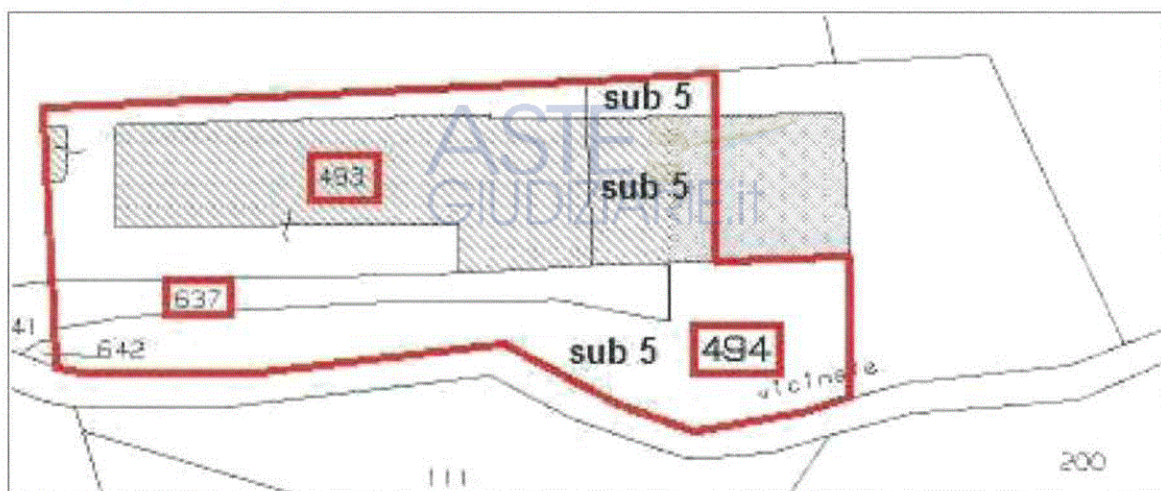 sub 5
ASTE
GIUDIZIARIE.it
493
sub 5
637
41
642
sub 5
494
vicinale
111
200